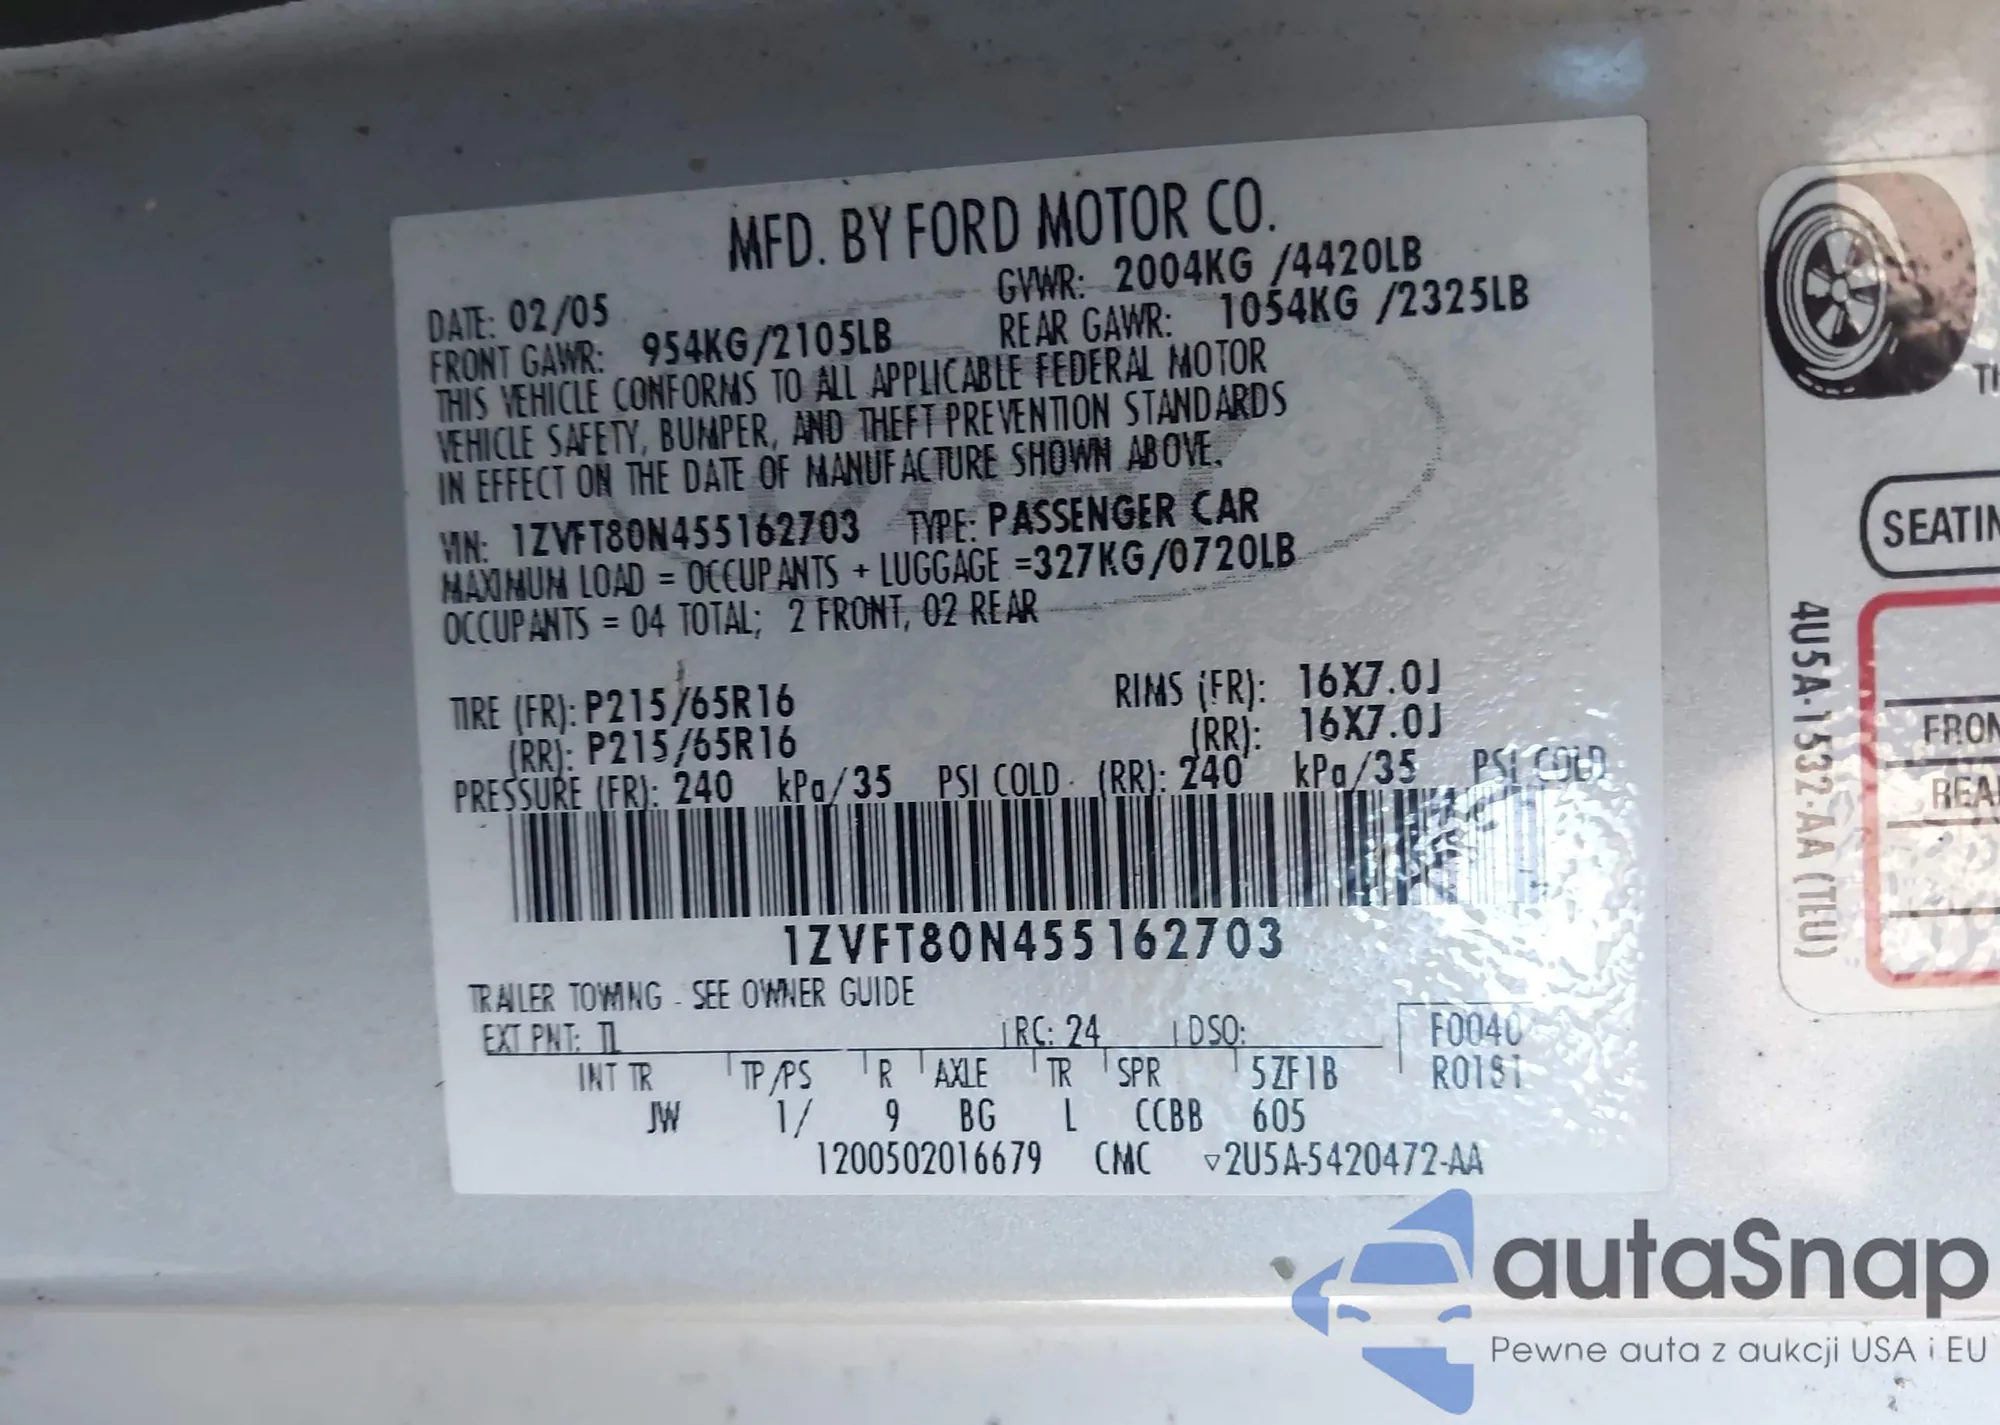 MFD. BY FORD MOTOR CO.
DATE: 02/05 GVWR: 2004KG /4420LB
FRONT GAWR: 954KG/2105LB REAR GAWR: 1054KG /2325LB
THIS VEHICLE CONFORMS TO ALL APPLICABLE FEDERAL MOTOR
VEHICLE SAFETY, BUMPER, AND THEFT PREVENTION STANDARDS
IN EFFECT ON THE DATE OF MANUFACTURE SHOWN ABOVE.
VIN: 1ZVFT80N455162703 TYPE: PASSENGER CAR
MAXIMUM LOAD = OCCUPANTS + LUGGAGE =327KG/0720LB
OCCUPANTS = 04 TOTAL; 2 FRONT, 02 REAR
TIRE (FR): P215/65R16 RIMS (FR): 16X7.0J
(RR): P215/65R16 (RR): 16X7.0J
PRESSURE (FR): 240 kPa/35 PSI COLD (RR): 240 kPa/35 PSI COLD
1ZVFT80N455162703
TRAILER TOWING - SEE OWNER GUIDE
EXT PNT: TL RC: 24 DSO: F0040
INT TR TP/PS R AXLE TR SPR 5ZF1B R0181
JW 1/ 9 BG L CCBB 605
1200502016679 CMC ▽2U5A-5420472-AA
SEATIN
4U5A-1532-AA (TLU)
FRON
REA
autaSnap
Pewne auta z aukcji USA i EU